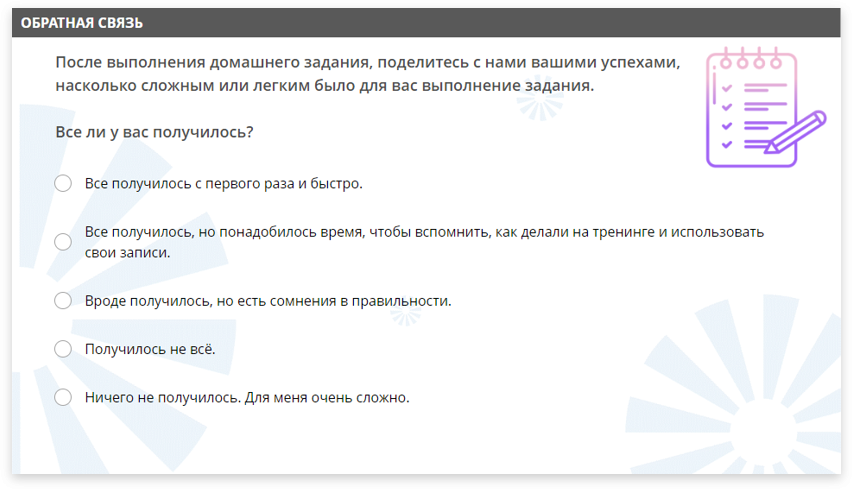 ОБРАТНАЯ СВЯЗЬ
После выполнения домашнего задания, поделитесь с нами вашими успехами,
насколько сложным или легким было для вас выполнение задания.
Все ли у вас получилось?
Все получилось с первого раза и быстро.
Все получилось, но понадобилось время, чтобы вспомнить, как делали на тренинге и использовать
свои записи.
Вроде получилось, но есть сомнения в правильности.
Получилось не всё.
Ничего не получилось. Для меня очень сложно.